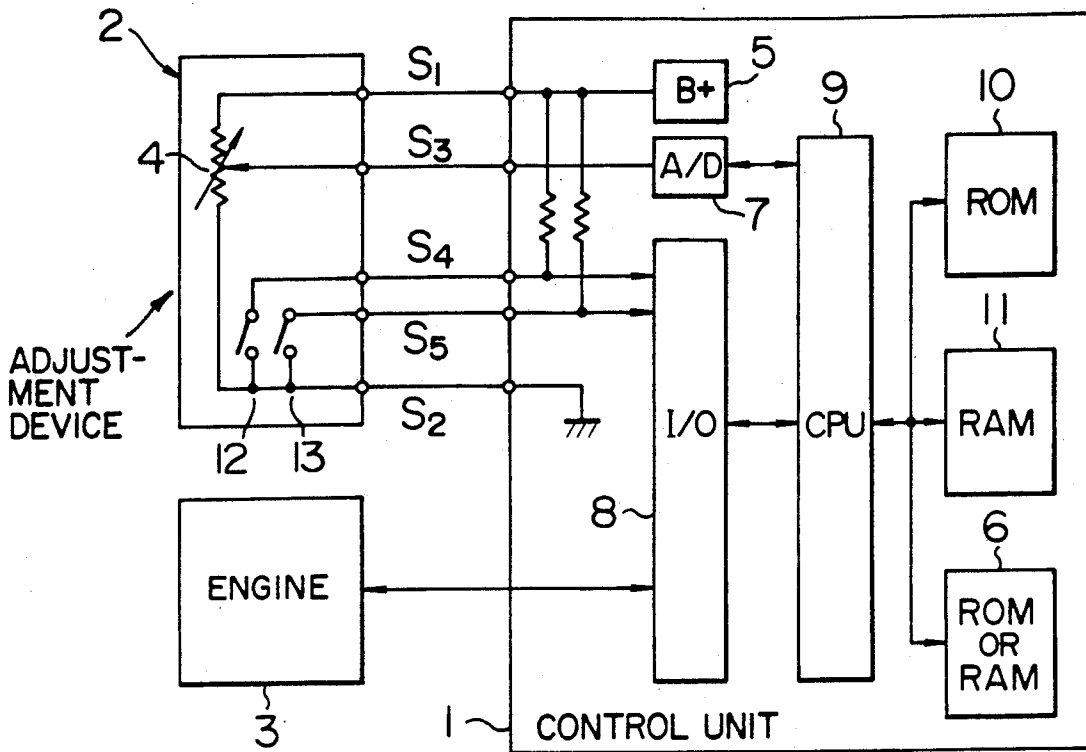 2
S1
5
B+
9
10
4
S3
A/D
7
ROM
S4
11
ADJUST-
MENT
DEVICE
S5
S2
I/O
CPU
RAM
12
13
8
6
ENGINE
ROM
OR
RAM
3
1
CONTROL UNIT